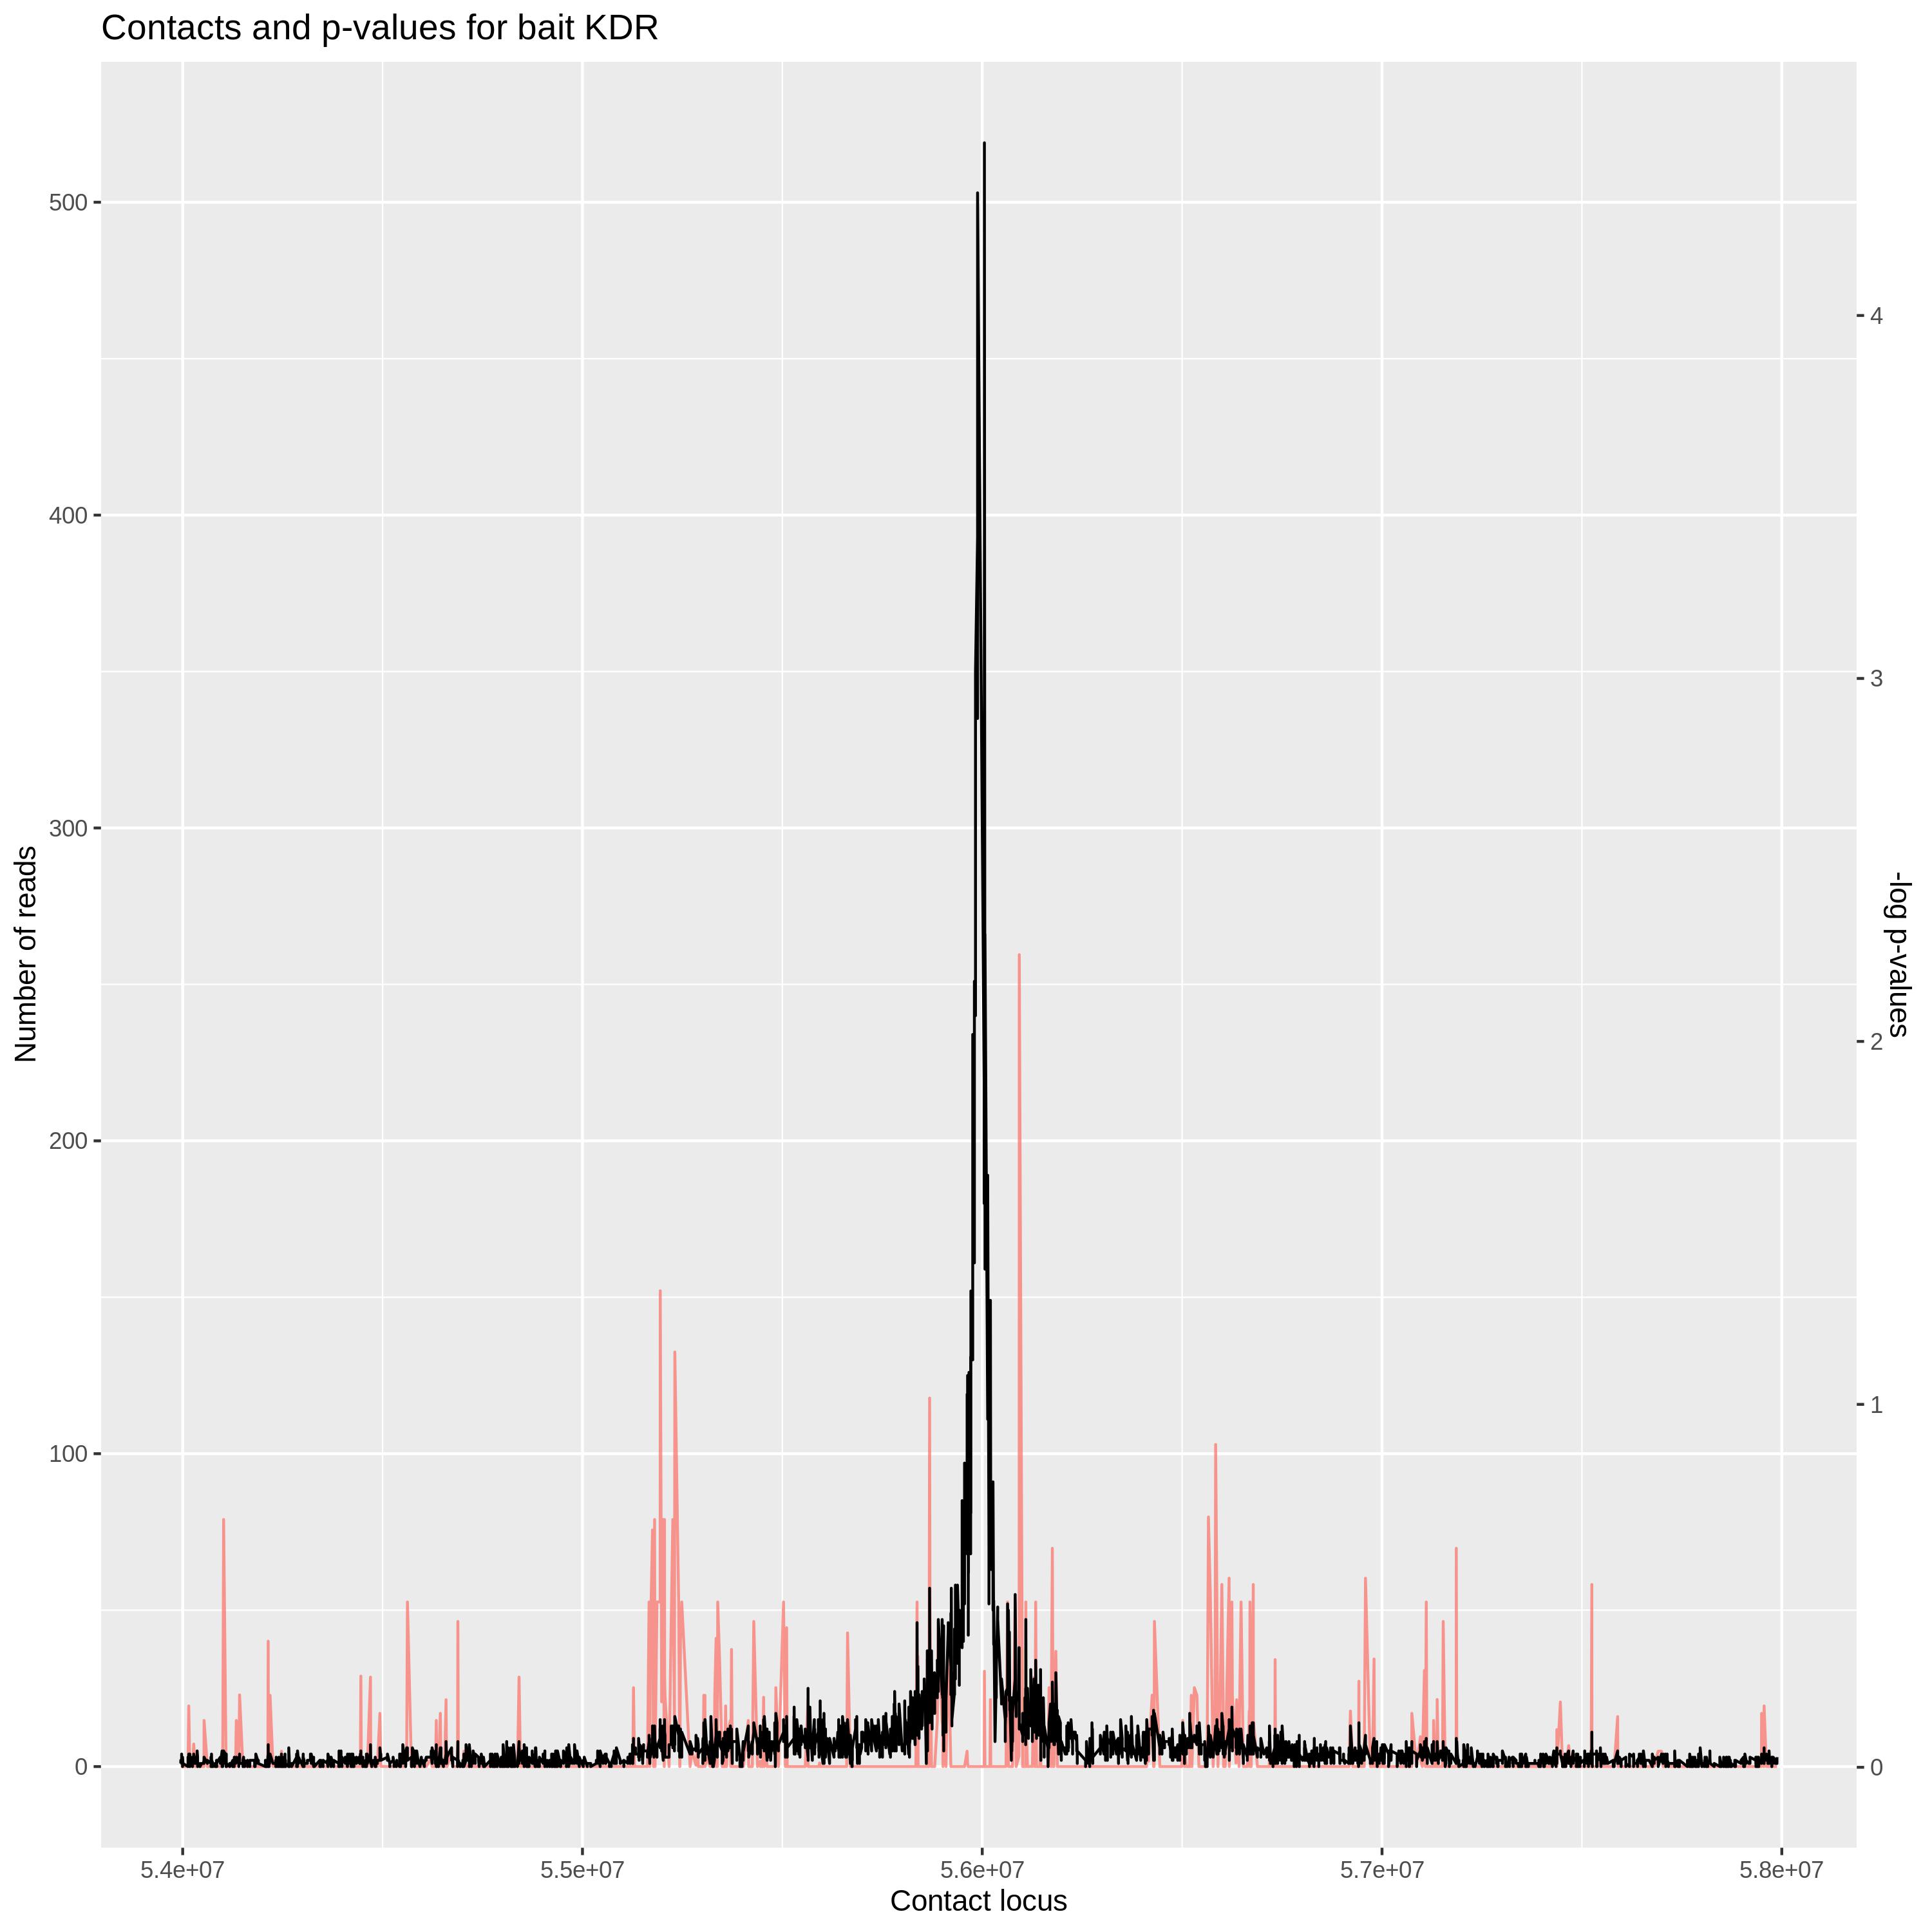 Contacts and p-values for bait KDR
Number of reads
500
400
300
200
100
0
4
3
2
1
0
-log p-values
5.4e+07
5.5e+07
5.6e+07
5.7e+07
5.8e+07
Contact locus